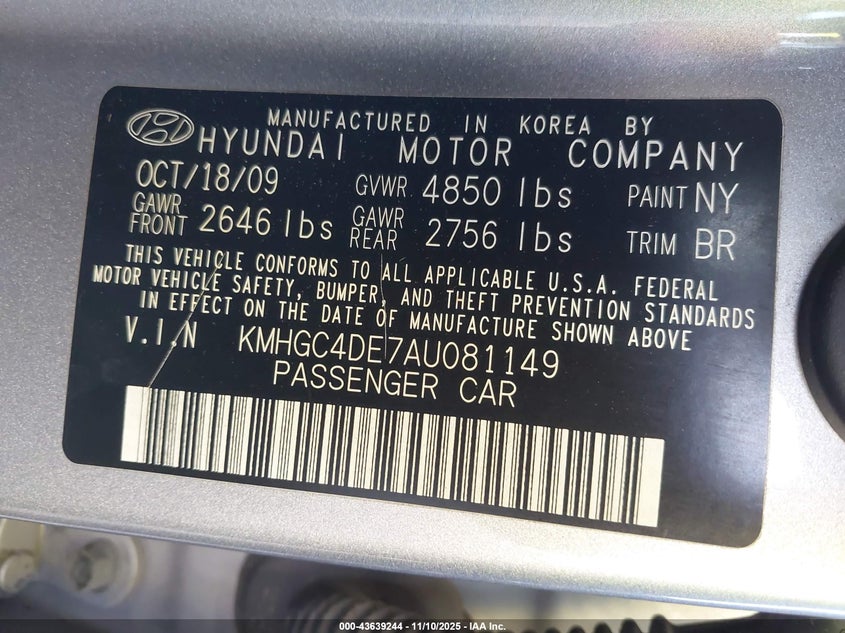 MANUFACTURED IN KOREA BY
HYUNDAI MOTOR COMPANY
OCT/18/09 GVWR 4850 lbs PAINT NY
GAWR FRONT 2646 lbs GAWR REAR 2756 lbs TRIM BR
THIS VEHICLE CONFORMS TO ALL APPLICABLE U.S.A. FEDERAL
MOTOR VEHICLE SAFETY, BUMPER, AND THEFT PREVENTION STANDARDS
IN EFFECT ON THE DATE OF MANUFACTURE SHOWN ABOVE
V.I.N KMHGC4DE7AU081149
PASSENGER CAR
000-43639244 - 11/10/2025 - IAA Inc.